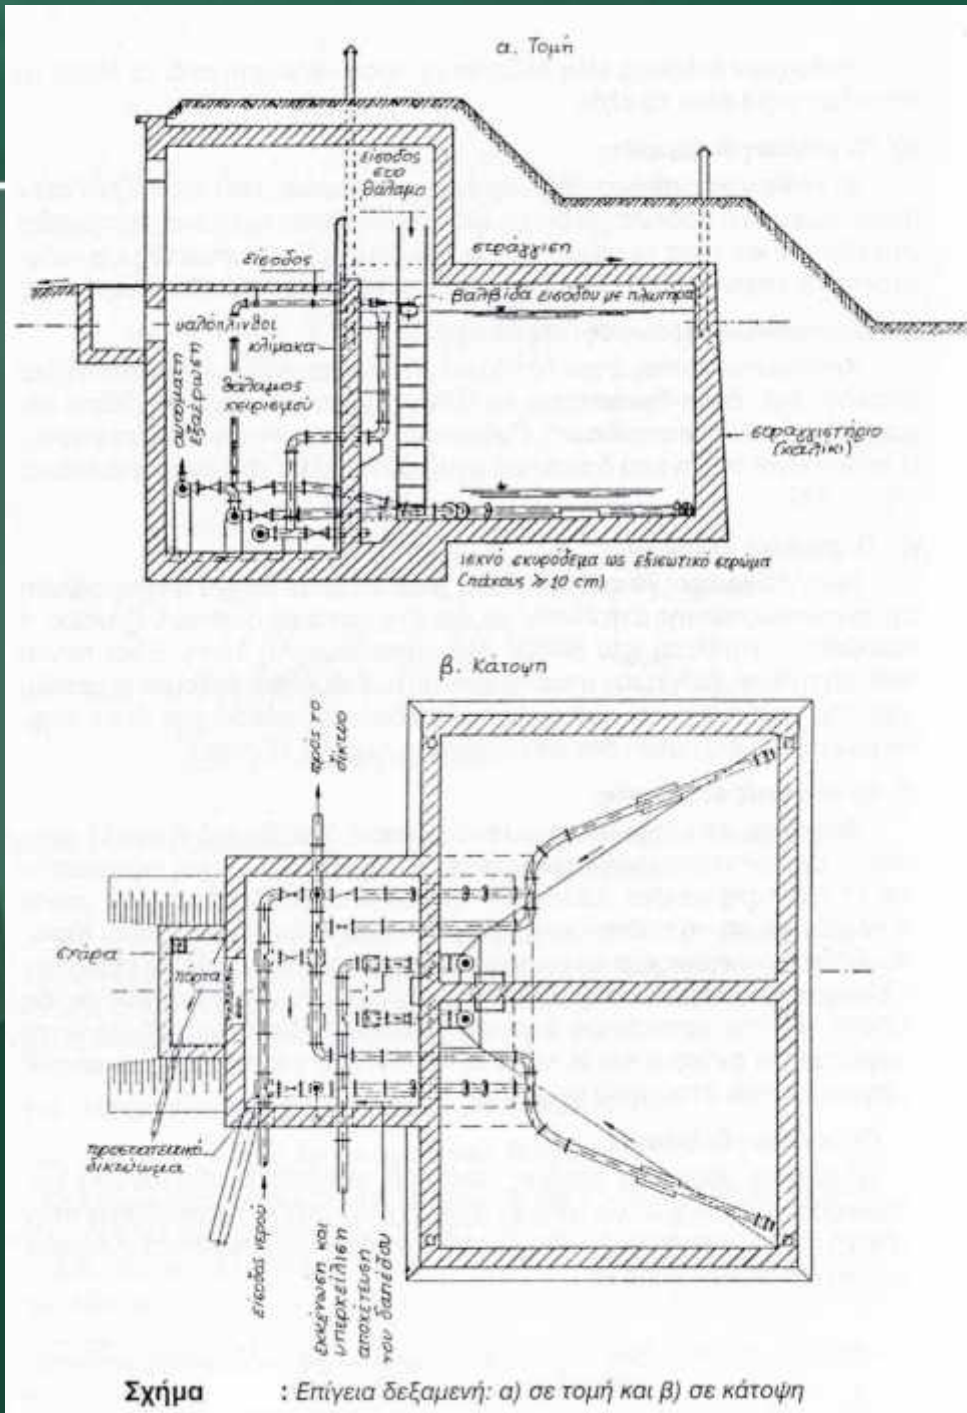 α. Τομή
είσοδος
στο
θάλαμο
στράγγιση
είσοδος
βαλβίδα εισόδου με πλωτήρα
υαλόπλινθοι
κλίμακα
αυτόματη
εξαέρωση
θάλαμος
χειρισμού
στραγγιστήριο
(χαλίκι)
ισχνό σκυρόδεμα ως εξισωτικό στρώμα
(πάχους ≥ 10 cm)
β. Κάτοψη
πρός το
δίκτυο
σχάρα
πόρτα
προστατευτικό
δικτύωμα
είσοδος νερού
εκκένωση και
υπερχείλιση
αποχέτευση
του δαπέδου
Σχήμα : Επίγεια δεξαμενή: α) σε τομή και β) σε κάτοψη